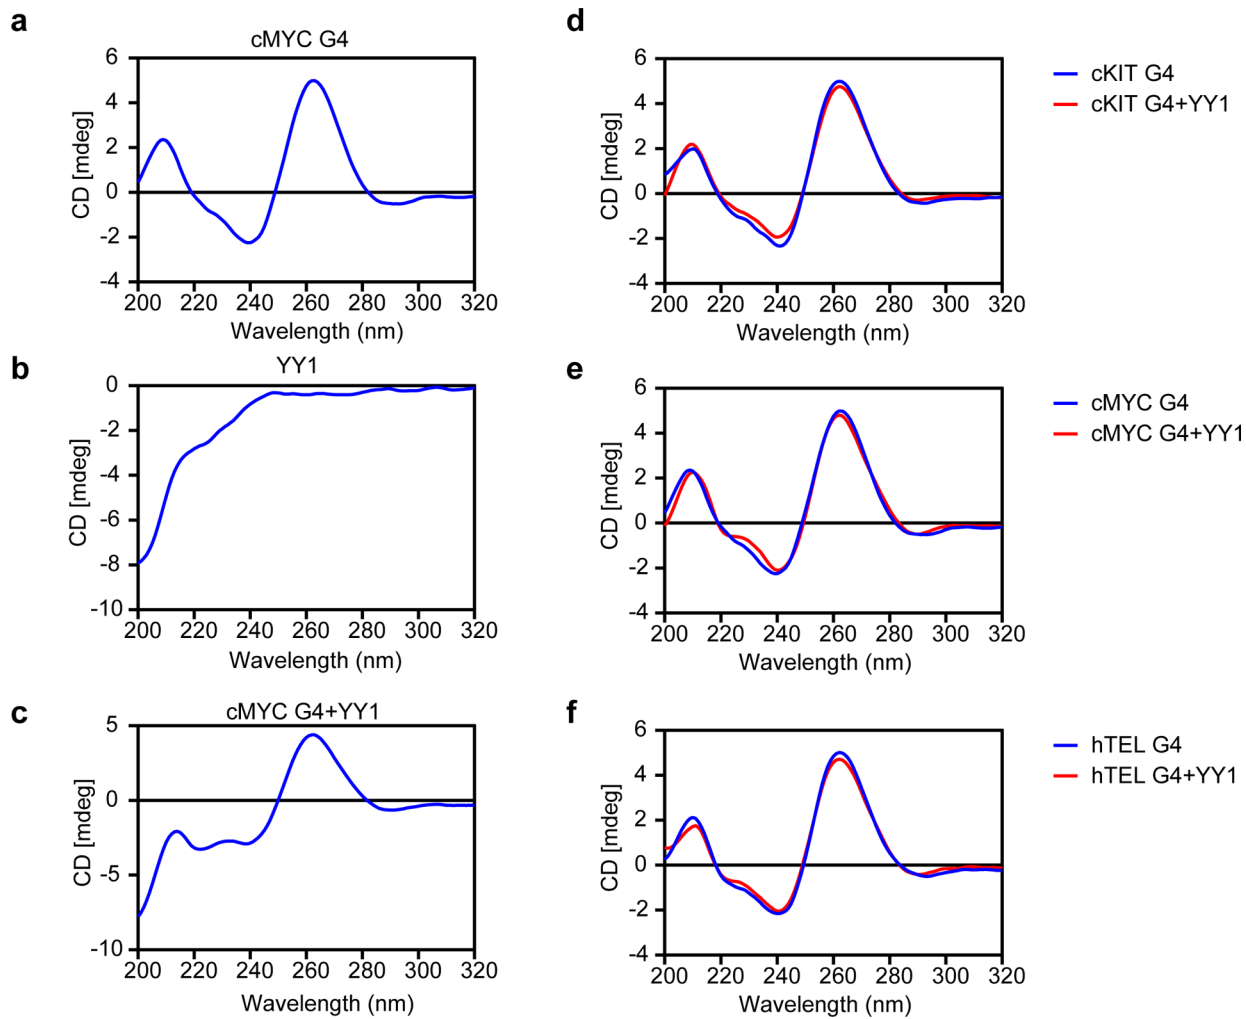 a
cMYC G4
6
4
2
0
-2
-4
CD [mdeg]
200 220 240 260 280 300 320
Wavelength (nm)
b
YY1
0
-2
-4
-6
-8
-10
CD [mdeg]
200 220 240 260 280 300 320
Wavelength (nm)
c
cMYC G4+YY1
5
0
-5
-10
CD [mdeg]
200 220 240 260 280 300 320
Wavelength (nm)
d
6
4
2
0
-2
-4
CD [mdeg]
200 220 240 260 280 300 320
Wavelength (nm)
cKIT G4
cKIT G4+YY1
e
6
4
2
0
-2
-4
CD [mdeg]
200 220 240 260 280 300 320
Wavelength (nm)
cMYC G4
cMYC G4+YY1
f
6
4
2
0
-2
-4
CD [mdeg]
200 220 240 260 280 300 320
Wavelength (nm)
hTEL G4
hTEL G4+YY1